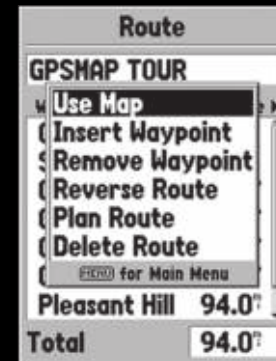 Route
GPSMAP TOUR
Use Map
Insert Waypoint
Remove Waypoint
Reverse Route
Plan Route
Delete Route
MENU for Main Menu
Pleasant Hill 94.0
Total 94.0